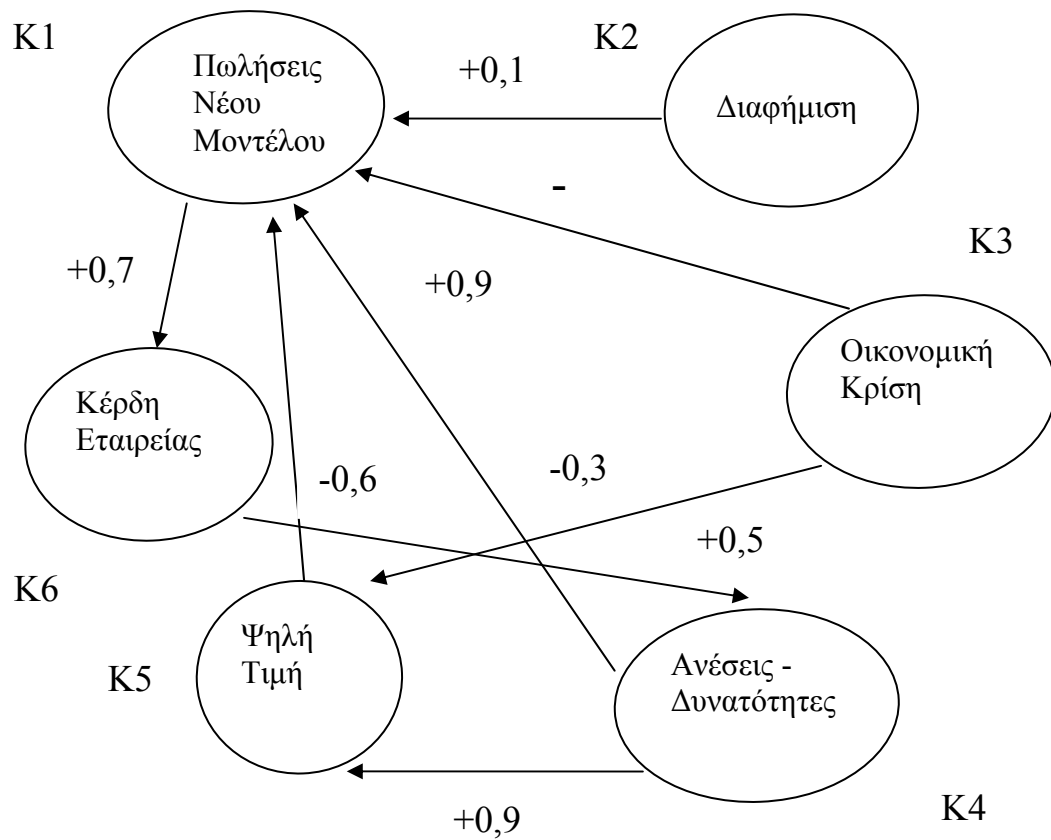 K1
K2
Πωλήσεις
Νέου
Μοντέλου
+0,1
Διαφήμιση
-
K3
+0,7
+0,9
Οικονομική
Κρίση
Κέρδη
Εταιρείας
-0,6
-0,3
+0,5
K6
Ψηλή
Τιμή
K5
Ανέσεις -
Δυνατότητες
+0,9
K4